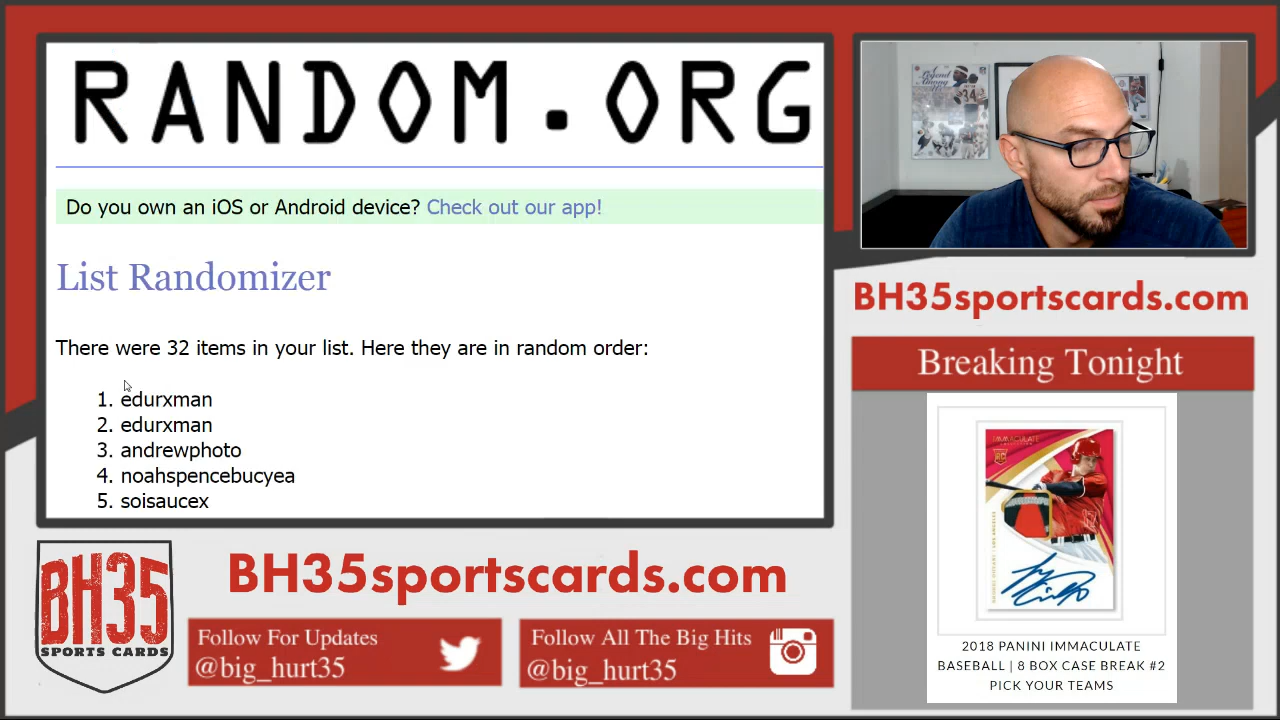 RANDOM.ORG
Do you own an iOS or Android device? Check out our app!
List Randomizer
There were 32 items in your list. Here they are in random order:
1. edurxman
2. edurxman
3. andrewphoto
4. noahspencebucyea
5. soisaucex
34
BH35sportscards.com
Breaking Tonight
IMMACULATE
2018 PANINI IMMACULATE
BASEBALL | 8 BOX CASE BREAK #2
PICK YOUR TEAMS
BH35
SPORTS CARDS
BH35sportscards.com
Follow For Updates
@big_hurt35
Follow All The Big Hits
@big_hurt35